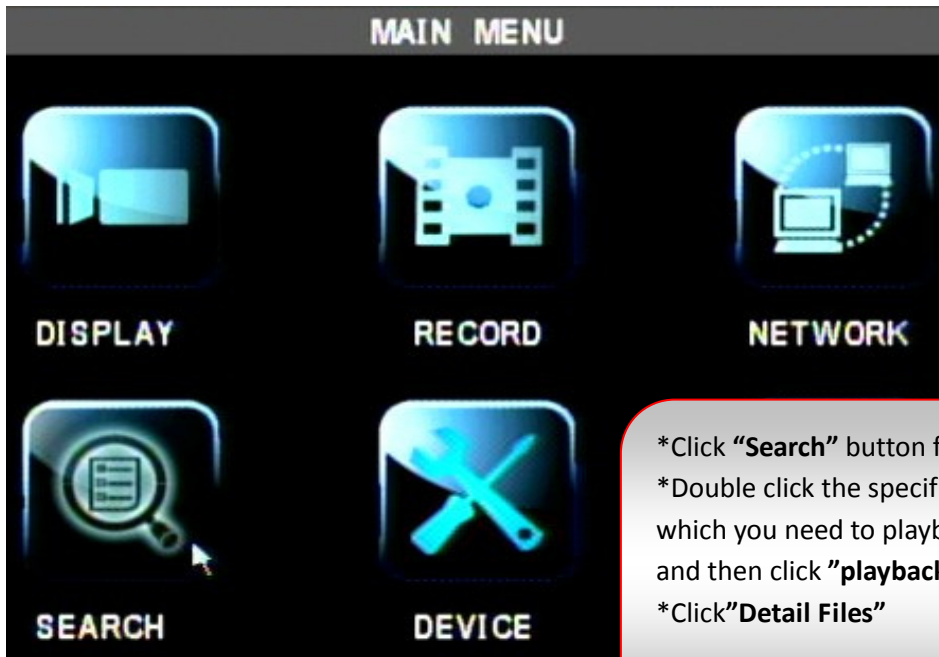 MAIN MENU
DISPLAY
RECORD
NETWORK
SEARCH
DEVICE
*Click “Search” button
*Double click the
which you need to
and then click ”
*Click”Detail Files”